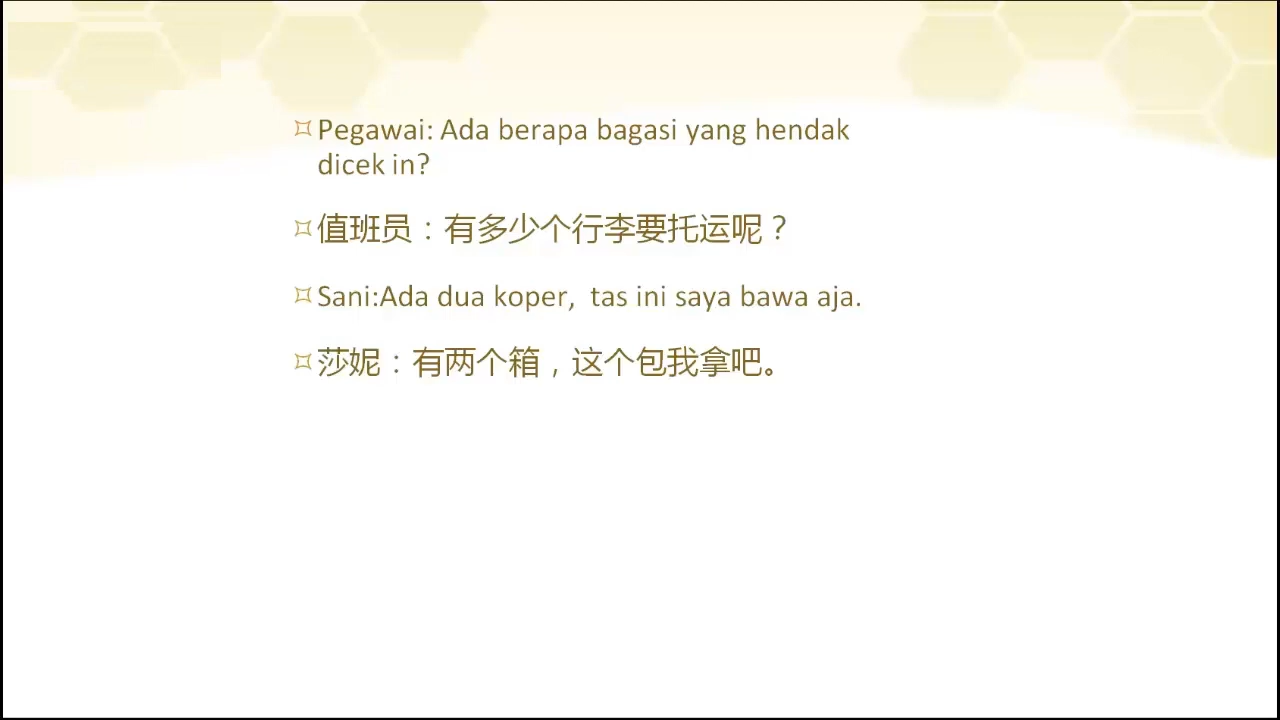 Pegawai: Ada berapa bagasi yang hendak
dicek in?
值班员：有多少个行李要托运呢？
Sani:Ada dua koper,  tas ini saya bawa aja.
莎妮：有两个箱，这个包我拿吧。